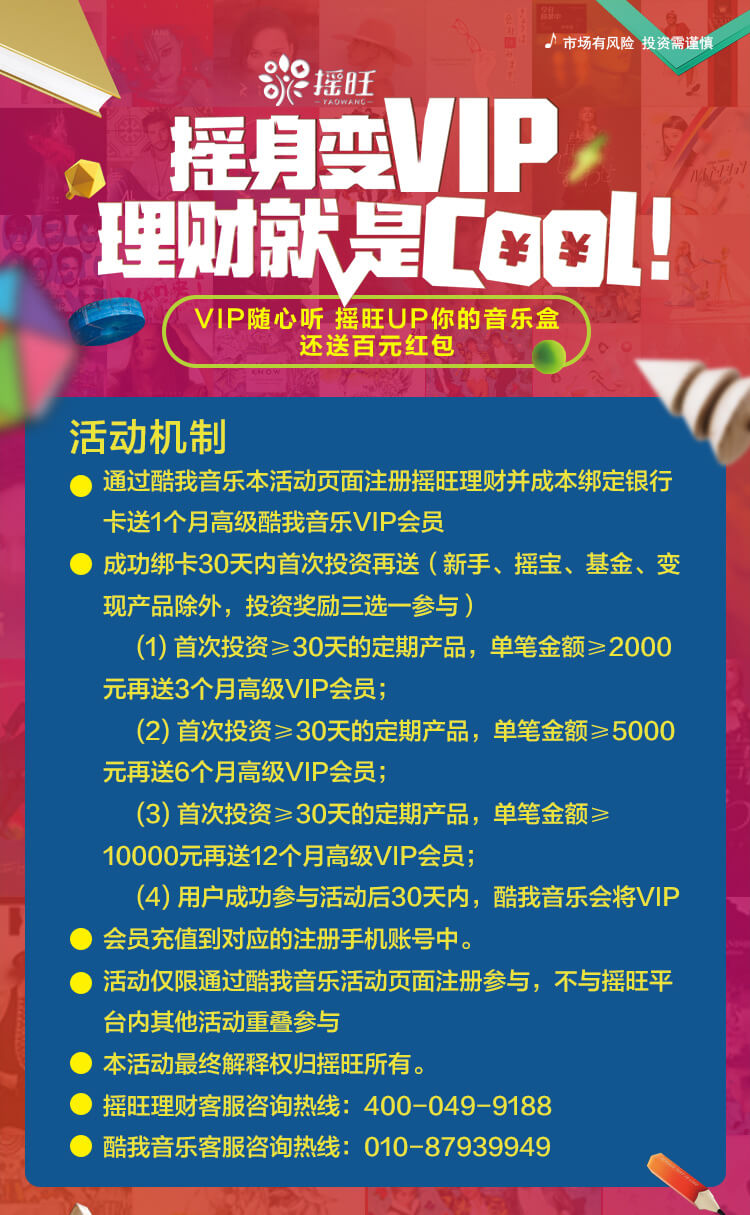 ♪ 市场有风险 投资需谨慎
摇旺
YAOWANG
摇身变VIP
理财就是Cool!
VIP随心听 摇旺UP你的音乐盒
还送百元红包
活动机制
通过酷我音乐本活动页面注册摇旺理财并成本绑定银行
卡送1个月高级酷我音乐VIP会员
成功绑卡30天内首次投资再送（新手、摇宝、基金、变
现产品除外，投资奖励三选一参与）
(1) 首次投资≥30天的定期产品，单笔金额≥2000
元再送3个月高级VIP会员；
(2) 首次投资≥30天的定期产品，单笔金额≥5000
元再送6个月高级VIP会员；
(3) 首次投资≥30天的定期产品，单笔金额≥
10000元再送12个月高级VIP会员；
(4) 用户成功参与活动后30天内，酷我音乐会将VIP
会员充值到对应的注册手机账号中。
活动仅限通过酷我音乐活动页面注册参与，不与摇旺平
台内其他活动重叠参与
本活动最终解释权归摇旺所有。
摇旺理财客服咨询热线：400-049-9188
酷我音乐客服咨询热线：010-87939949